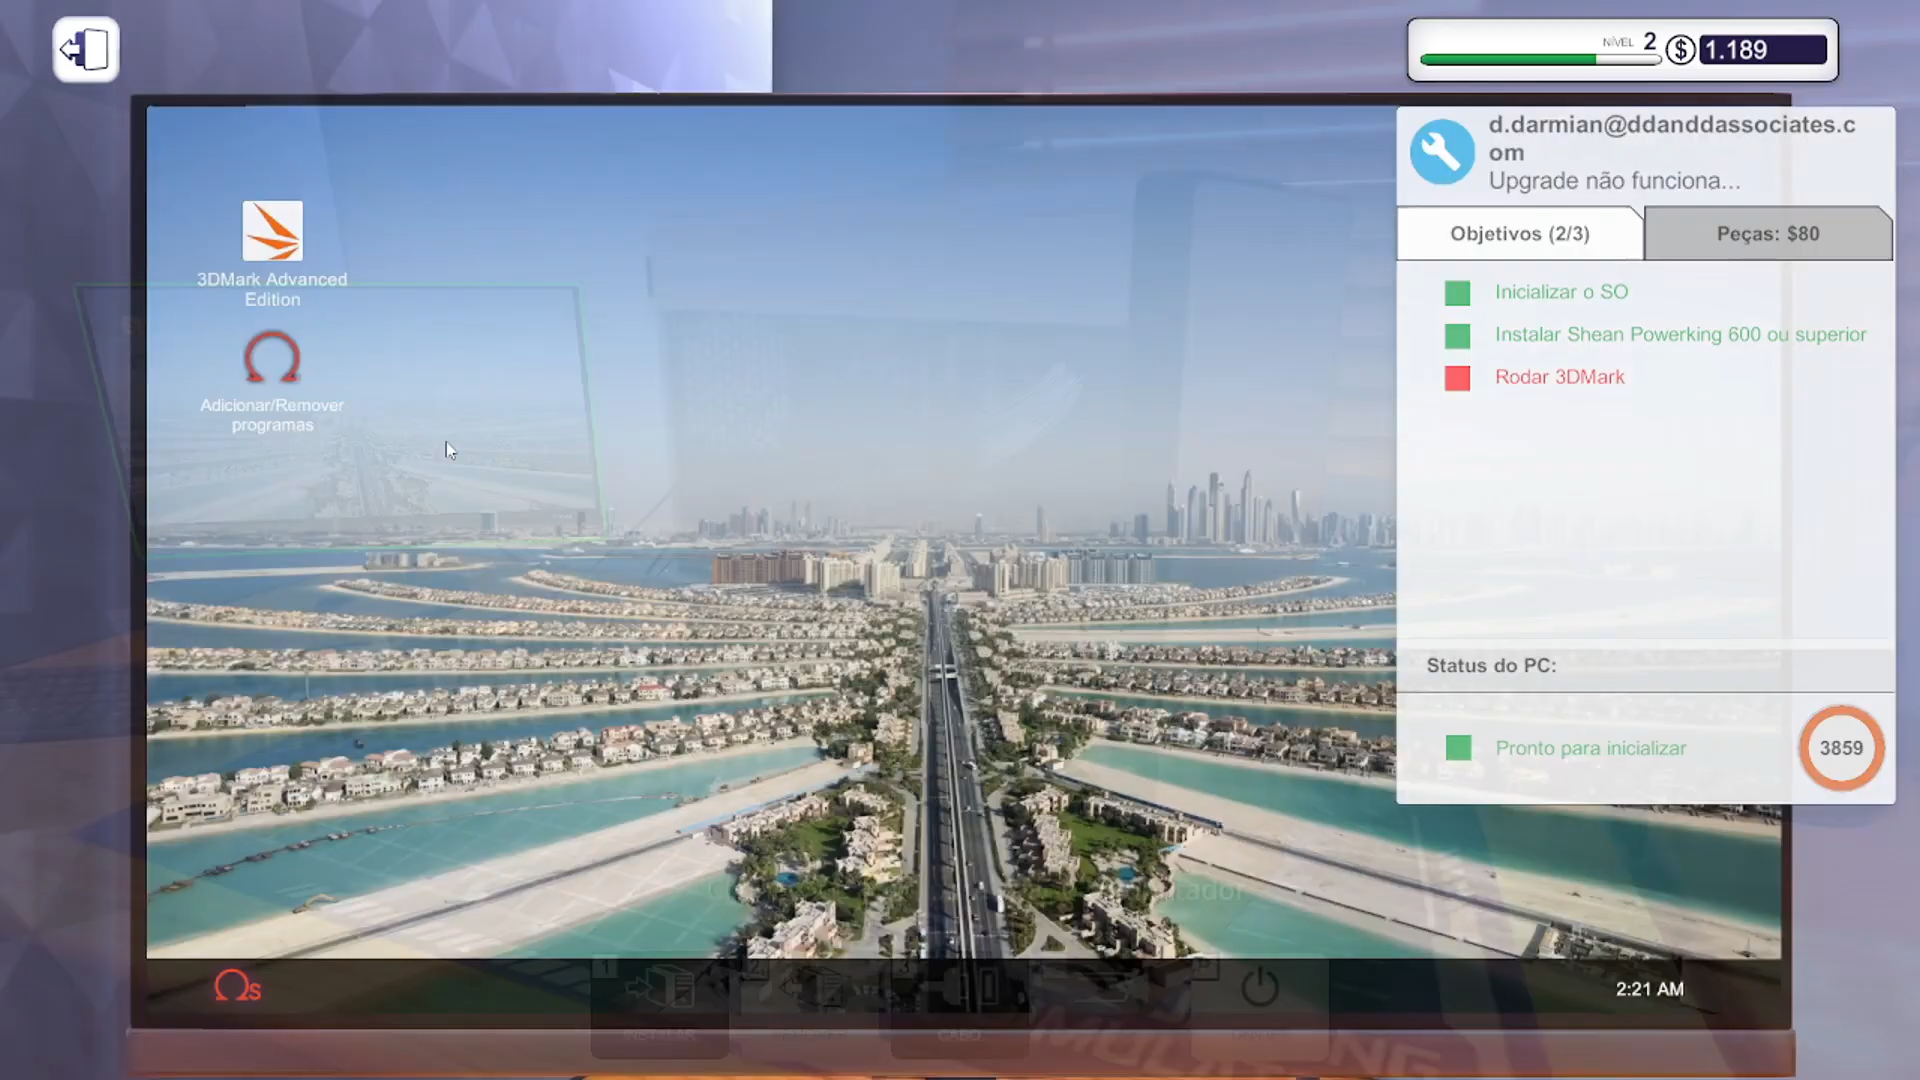 NÍVEL 2
$ 1.189
d.darmian@ddanddassociates.c
om
Upgrade não funciona...
Objetivos (2/3)
Peças: $80
Inicializar o SO
Instalar Shean Powerking 600 ou superior
Rodar 3DMark
Status do PC:
Pronto para inicializar
3859
3DMark Advanced
Edition
Adicionar/Remover
programas
2:21 AM